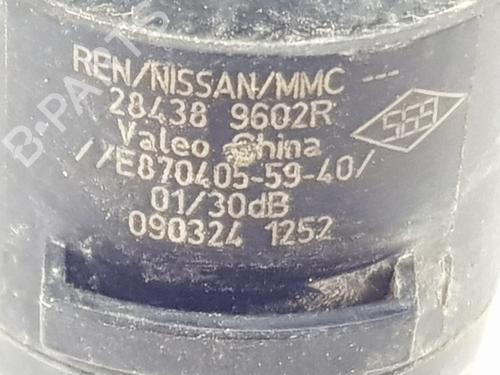 B-PARTS
REN/NISSAN/MMC ---
28438 9602R
Valeo China
//E870405-59-40/
01/30dB
090324 1252